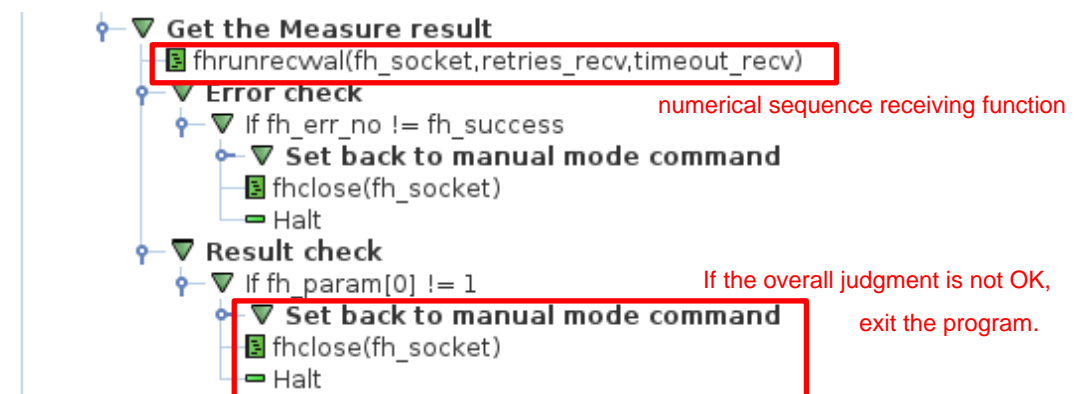 Get the Measure result
fhrunrecvval(fh_socket,retries_recv,timeout_recv)
Error check
numerical sequence receiving function
If fh_err_no != fh_success
Set back to manual mode command
fhclose(fh_socket)
Halt
Result check
If fh_param[0] != 1
If the overall judgment is not OK,
Set back to manual mode command
exit the program.
fhclose(fh_socket)
Halt